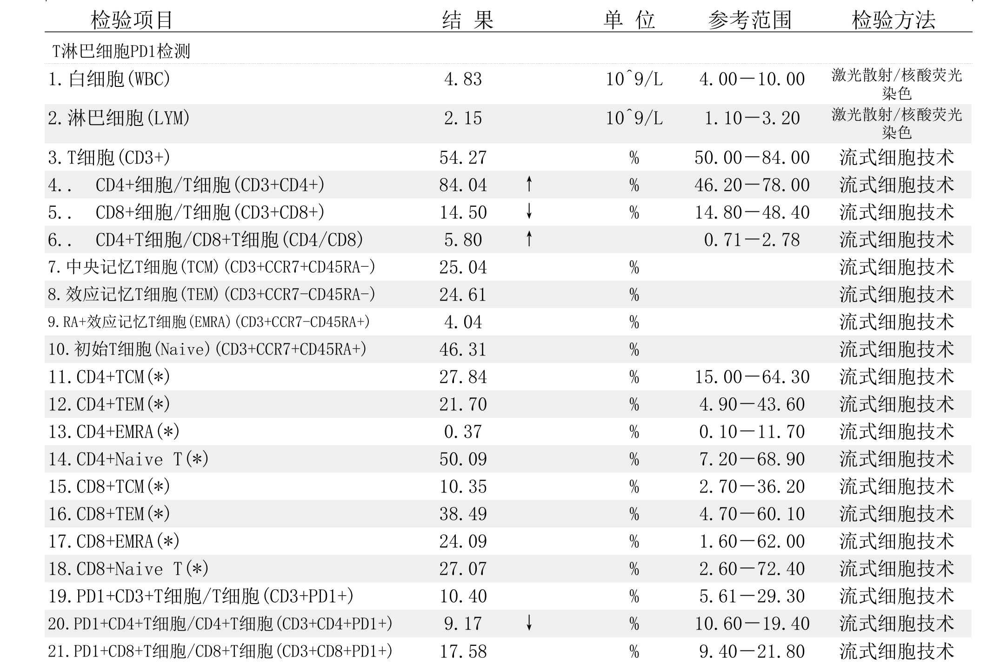 检验项目 结 果 单 位 参考范围 检验方法
T淋巴细胞PD1检测
1.白细胞(WBC) 4.83 10^9/L 4.00－10.00 激光散射/核酸荧光
染色
2.淋巴细胞(LYM) 2.15 10^9/L 1.10－3.20 激光散射/核酸荧光
染色
3.T细胞(CD3+) 54.27 % 50.00－84.00 流式细胞技术
4.. CD4+细胞/T细胞(CD3+CD4+) 84.04 ↑ % 46.20－78.00 流式细胞技术
5.. CD8+细胞/T细胞(CD3+CD8+) 14.50 ↓ % 14.80－48.40 流式细胞技术
6.. CD4+T细胞/CD8+T细胞(CD4/CD8) 5.80 ↑ 0.71－2.78 流式细胞技术
7.中央记忆T细胞(TCM)(CD3+CCR7+CD45RA-) 25.04 % 流式细胞技术
8.效应记忆T细胞(TEM)(CD3+CCR7-CD45RA-) 24.61 % 流式细胞技术
9.RA+效应记忆T细胞(EMRA)(CD3+CCR7-CD45RA+) 4.04 % 流式细胞技术
10.初始T细胞(Naive)(CD3+CCR7+CD45RA+) 46.31 % 流式细胞技术
11.CD4+TCM(*) 27.84 % 15.00－64.30 流式细胞技术
12.CD4+TEM(*) 21.70 % 4.90－43.60 流式细胞技术
13.CD4+EMRA(*) 0.37 % 0.10－11.70 流式细胞技术
14.CD4+Naive T(*) 50.09 % 7.20－68.90 流式细胞技术
15.CD8+TCM(*) 10.35 % 2.70－36.20 流式细胞技术
16.CD8+TEM(*) 38.49 % 4.70－60.10 流式细胞技术
17.CD8+EMRA(*) 24.09 % 1.60－62.00 流式细胞技术
18.CD8+Naive T(*) 27.07 % 2.60－72.40 流式细胞技术
19.PD1+CD3+T细胞/T细胞(CD3+PD1+) 10.40 % 5.61－29.30 流式细胞技术
20.PD1+CD4+T细胞/CD4+T细胞(CD3+CD4+PD1+) 9.17 ↓ % 10.60－19.40 流式细胞技术
21.PD1+CD8+T细胞/CD8+T细胞(CD3+CD8+PD1+) 17.58 % 9.40－21.80 流式细胞技术